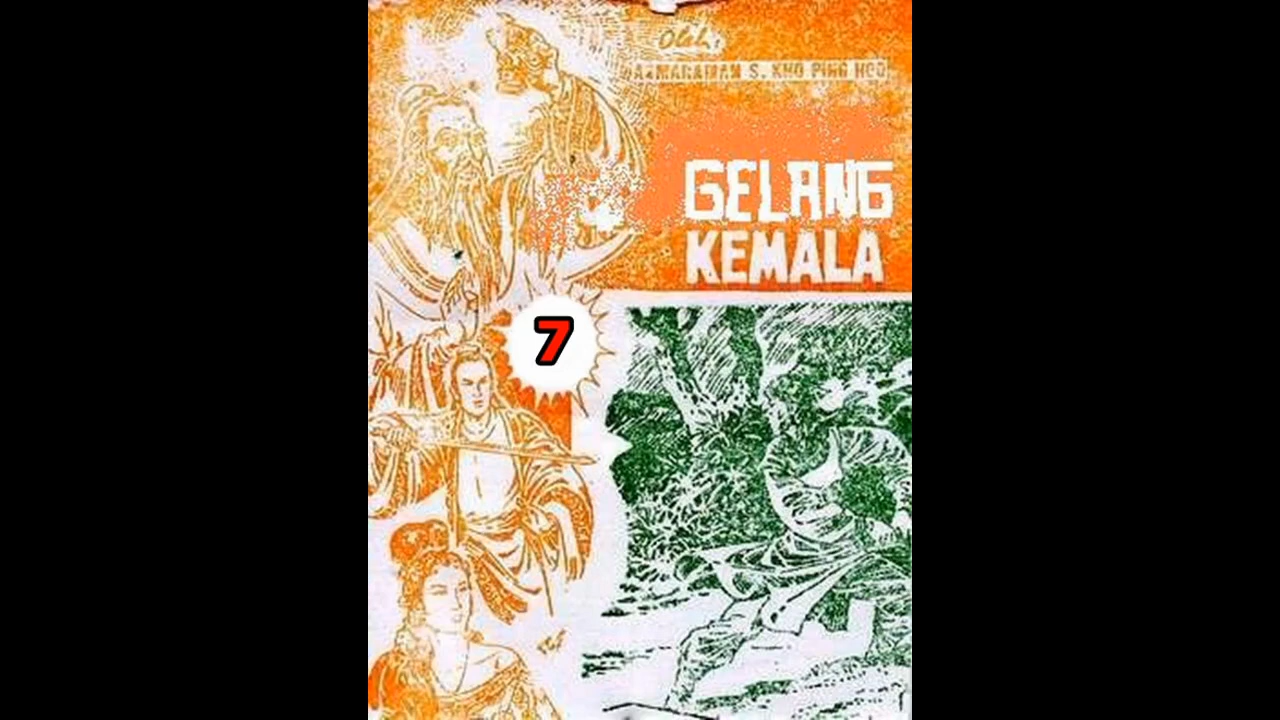 Oleh:
ASMARAMAN S. KHO PING HOO
GELANG
KEMALA
7